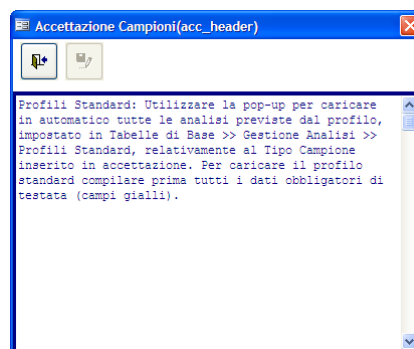 Accettazione Campioni(acc_header)
Profili Standard: Utilizzare la pop-up per caricare
in automatico tutte le analisi previste dal profilo,
impostato in Tabelle di Base >> Gestione Analisi >>
Profili Standard, relativamente al Tipo Campione
inserito in accettazione. Per caricare il profilo
standard compilare prima tutti i dati obbligatori di
testata (campi gialli).